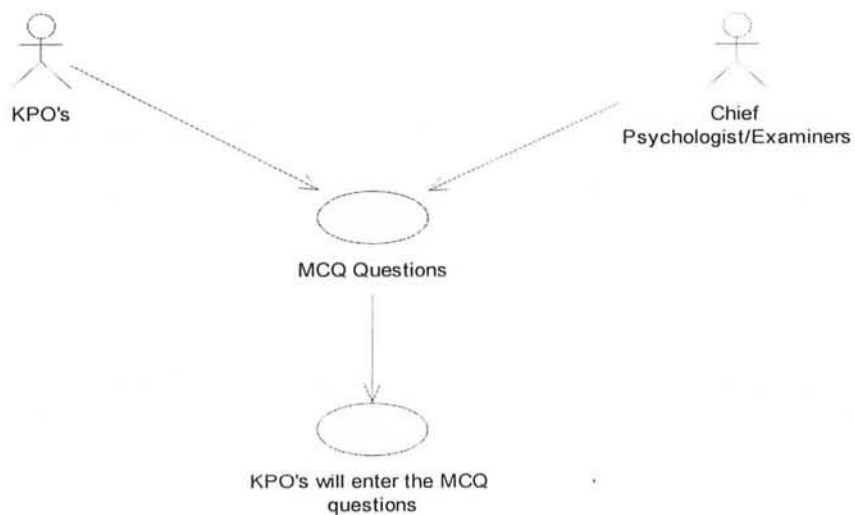 KPO's
Chief
Psychologist/Examiners
MCQ Questions
KPO's will enter the MCQ
questions